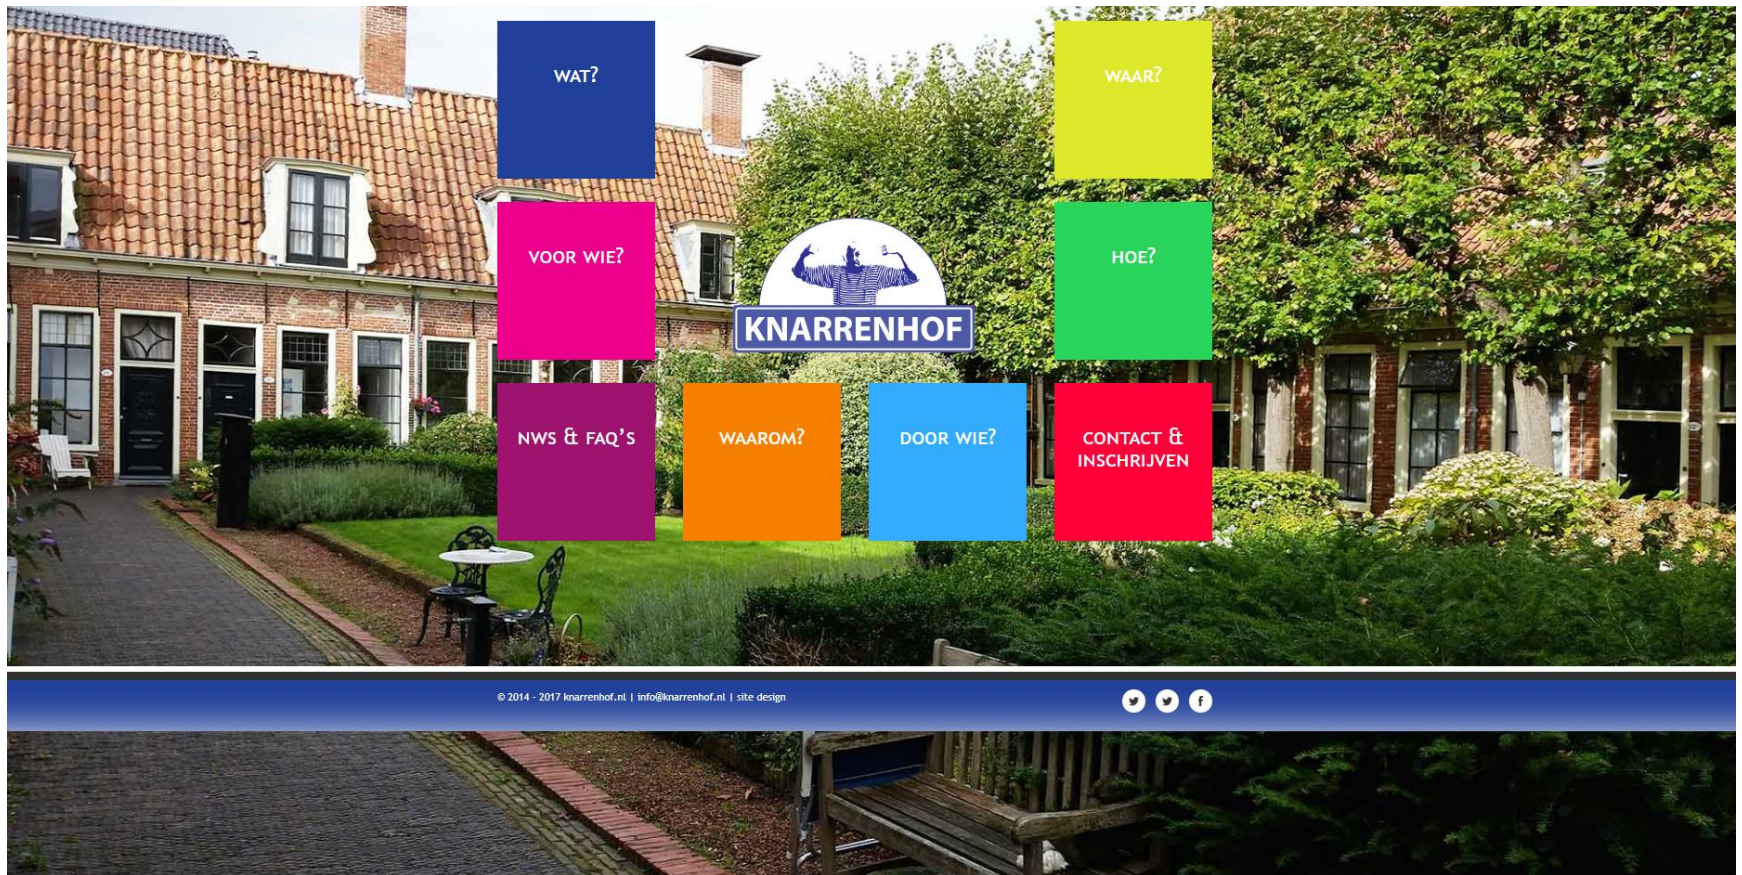 WAT?
WAAR?
VOOR WIE?
HOE?
KNARRENHOF
NWS & FAQ'S
WAAROM?
DOOR WIE?
CONTACT &
INSCHRIJVEN
© 2014 - 2017 knarrenhof.nl | info@knarrenhof.nl | site design